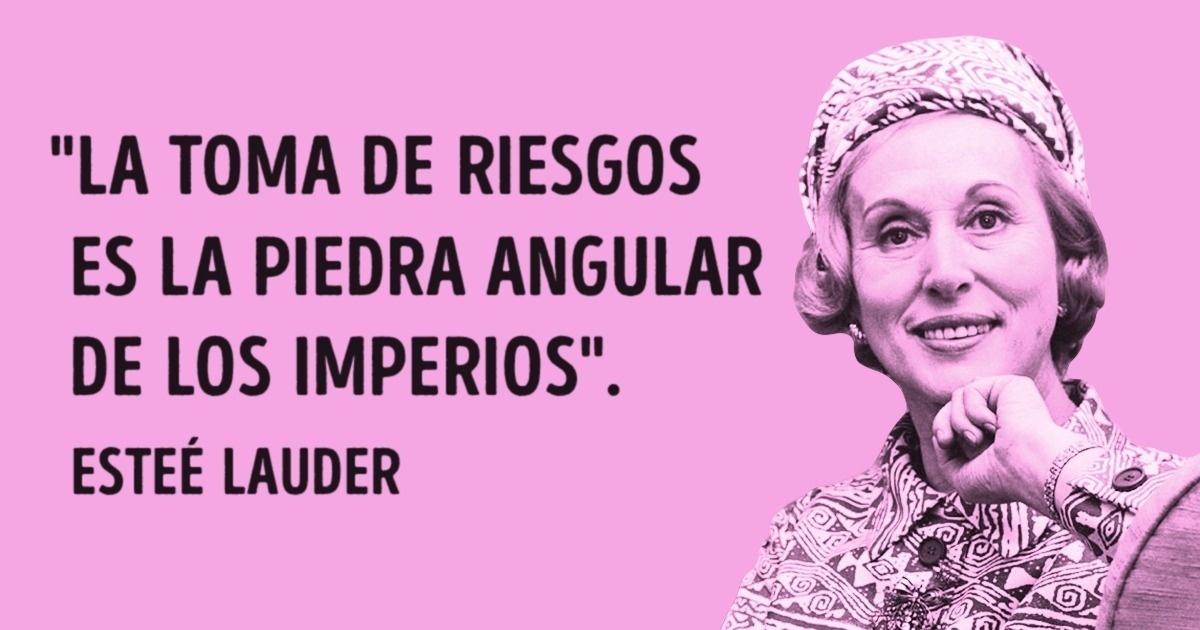 "LA TOMA DE RIESGOS
ES LA PIEDRA ANGULAR
DE LOS IMPERIOS".
ESTEÉ LAUDER